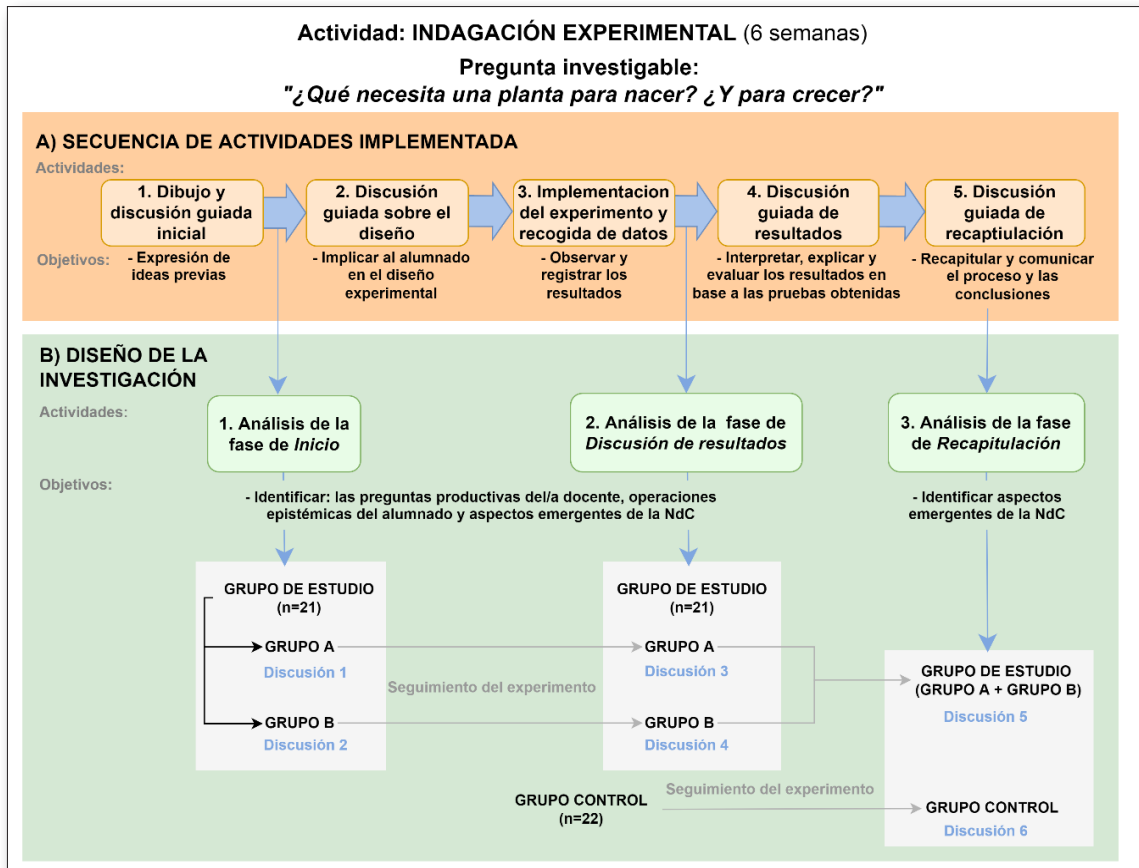 Actividad: INDAGACIÓN EXPERIMENTAL (6 semanas)
Pregunta investigable:
"¿Qué necesita una planta para nacer? ¿Y para crecer?"
A) SECUENCIA DE ACTIVIDADES IMPLEMENTADA
Actividades:
1. Dibujo y
discusión guiada
inicial
2. Discusión
guiada sobre el
diseño
3. Implementacion
del experimento y
recogida de datos
4. Discusión
guiada de
resultados
5. Discusión
guiada de
recaptiulación
Objetivos:
- Expresión de
ideas previas
- Implicar al alumnado
en el diseño
experimental
- Observar y
registrar los
resultados
- Interpretar, explicar y
evaluar los resultados en
base a las pruebas obtenidas
- Recapitular y comunicar
el proceso y las
conclusiones
B) DISEÑO DE LA
INVESTIGACIÓN
Actividades:
1. Análisis de la
fase de Inicio
2. Análisis de la fase de
Discusión de resultados
3. Análisis de la fase
de Recapitulación
Objetivos:
- Identificar: las preguntas productivas del/a docente, operaciones
epistémicas del alumnado y aspectos emergentes de la NdC
- Identificar aspectos
emergentes de la NdC
GRUPO DE ESTUDIO
(n=21)
GRUPO A
Discusión 1
GRUPO B
Discusión 2
Seguimiento del experimento
GRUPO DE ESTUDIO
(n=21)
GRUPO A
Discusión 3
GRUPO B
Discusión 4
GRUPO DE ESTUDIO
(GRUPO A + GRUPO B)
Discusión 5
GRUPO CONTROL
(n=22)
Seguimiento del experimento
GRUPO CONTROL
Discusión 6